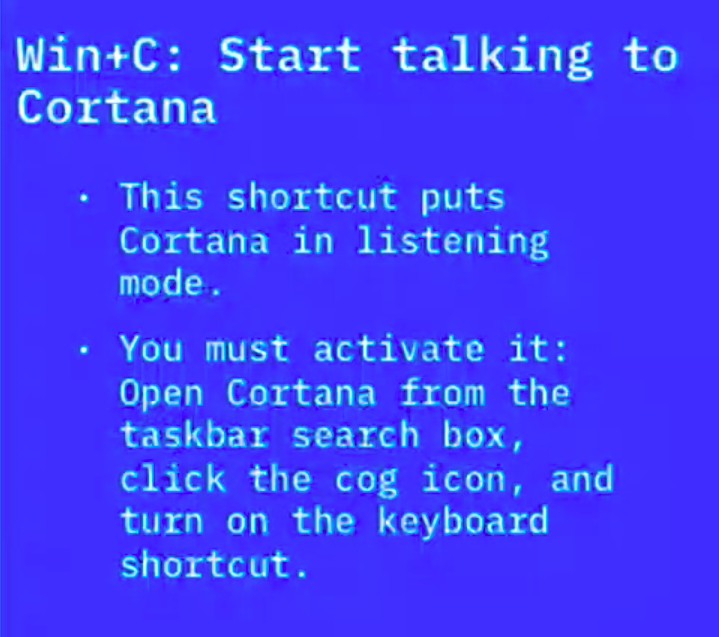 Win+C: Start talking to
Cortana
· This shortcut puts
Cortana in listening
mode.
· You must activate it:
Open Cortana from the
taskbar search box,
click the cog icon, and
turn on the keyboard
shortcut.